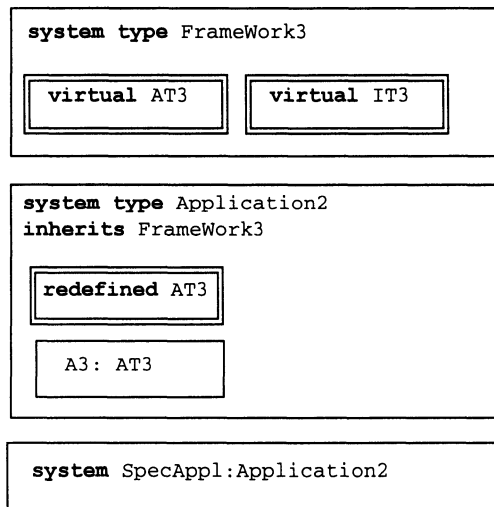 system type FrameWork3
virtual AT3 virtual IT3
system type Application2
inherits FrameWork3
redefined AT3
A3: AT3
system SpecAppl:Application2